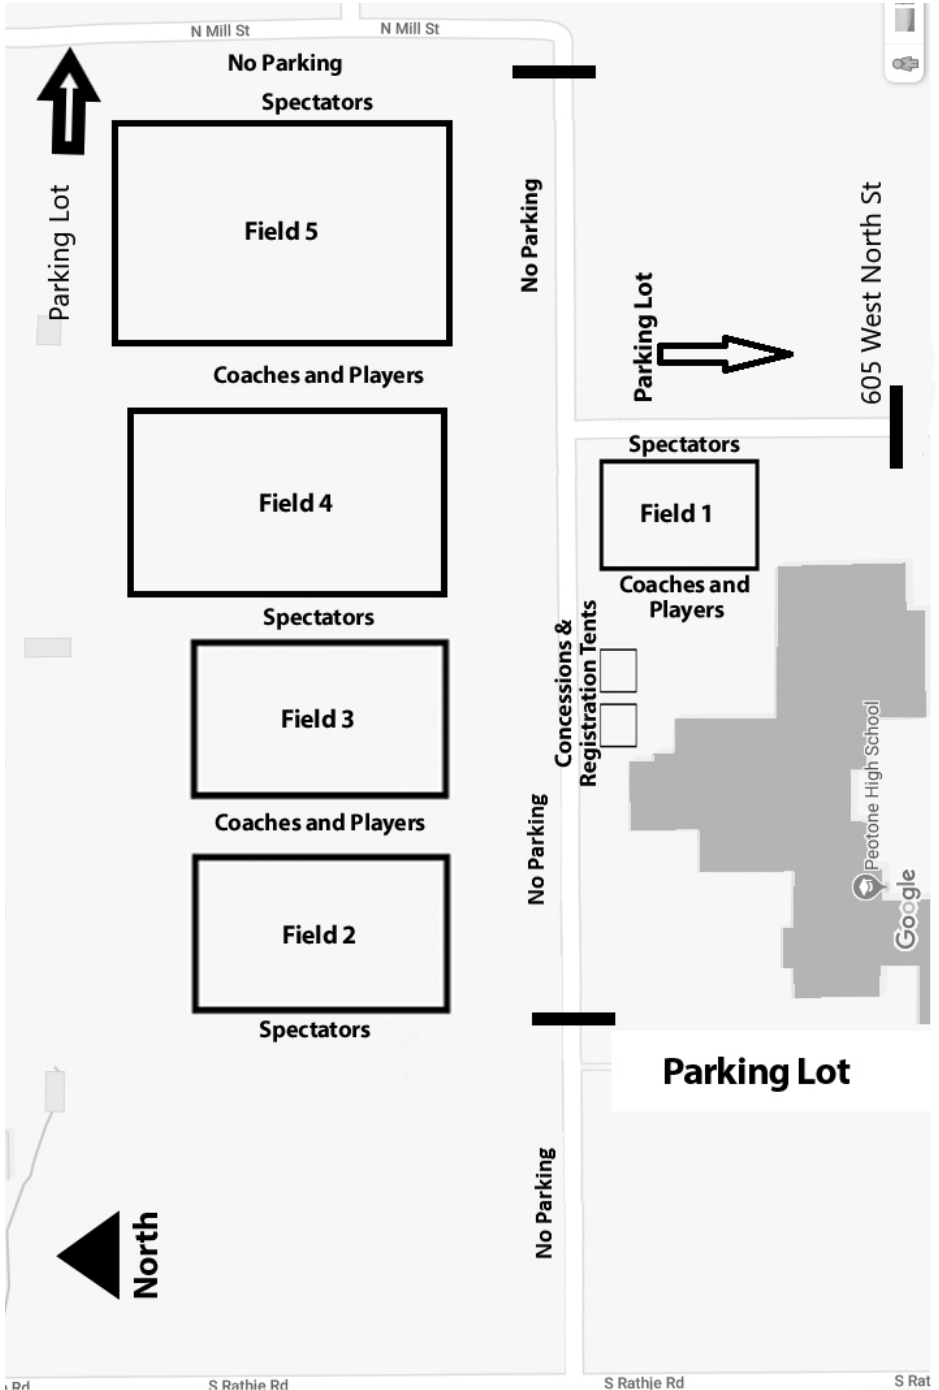 N Mill St
N Mill St
No Parking
Spectators
Parking Lot
Field 5
No Parking
Parking Lot
605 West North St
Coaches and Players
Field 4
Spectators
Field 1
Coaches and
Players
Spectators
Concessions &
Registration Tents
Field 3
Peotone High School
Coaches and Players
No Parking
Google
Field 2
Spectators
Parking Lot
No Parking
North
Rd
S Rathje Rd
S Rathje Rd
S Rat